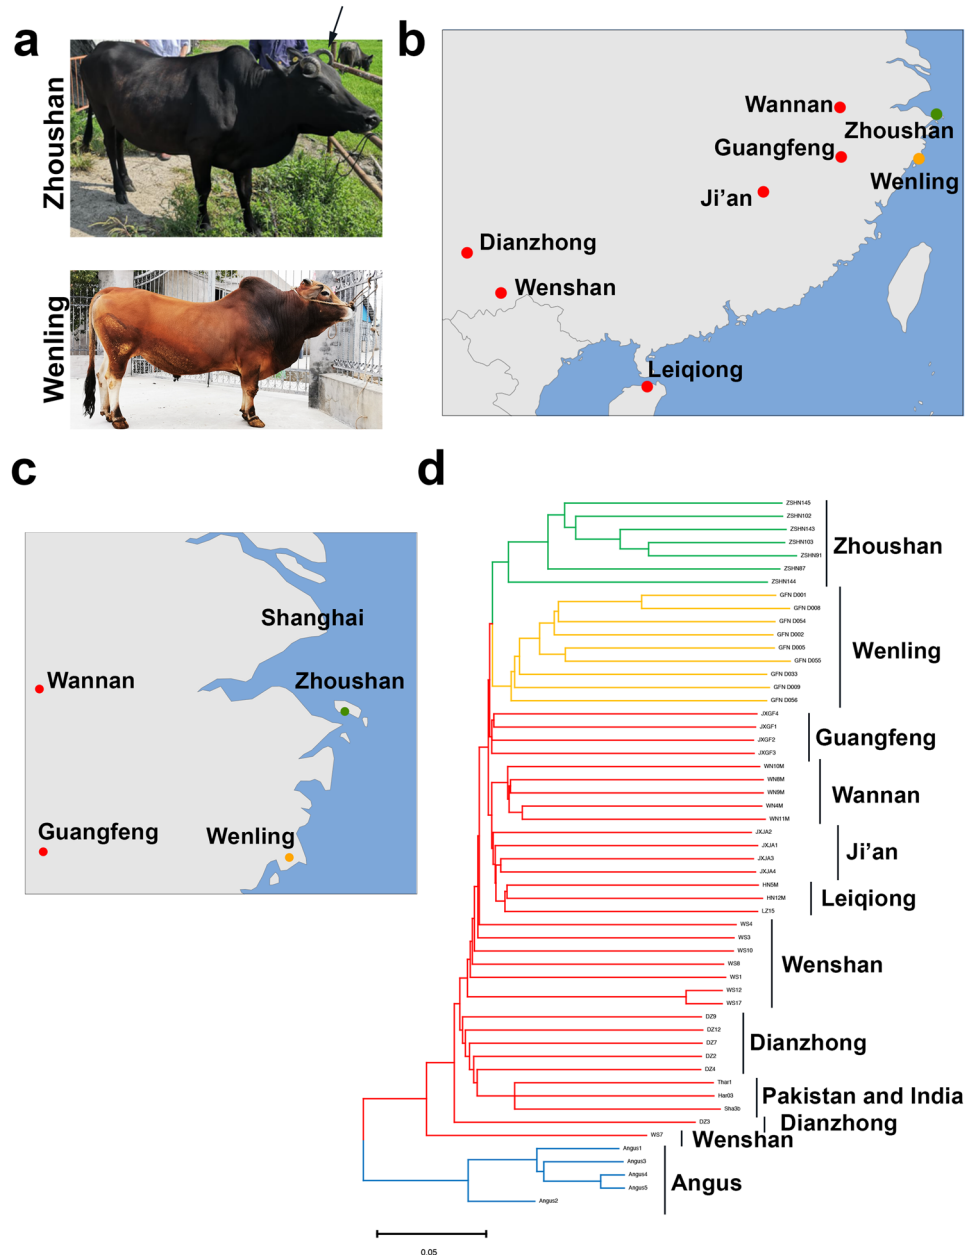 a
Zhoushan
Wenling
b
Wannan
Zhoushan
Guangfeng
Wenling
Ji’an
Dianzhong
Wenshan
Leiqiong
c
Shanghai
Wannan
Zhoushan
Guangfeng
Wenling
d
ZSHN145
ZSHN102
ZSHN143
ZSHN103
ZSHN91
ZSHN87
ZSHN144
Zhoushan
GFN D001
GFN D008
GFN D054
GFN D002
GFN D005
GFN D055
GFN D033
GFN D009
GFN D056
Wenling
JXGF4
JXGF1
JXGF2
JXGF3
Guangfeng
WN10M
WN8M
WN9M
WN4M
WN11M
Wannan
JXJA2
JXJA1
JXJA3
JXJA4
Ji’an
HN5M
HN12M
LZ15
Leiqiong
WS4
WS3
WS10
WS8
WS1
WS12
WS17
Wenshan
DZ9
DZ12
DZ7
DZ2
DZ4
Dianzhong
Thar1
Har03
Sha3b
Pakistan and India
DZ3
Dianzhong
WS7
Wenshan
Angus1
Angus3
Angus4
Angus5
Angus2
Angus
0.05